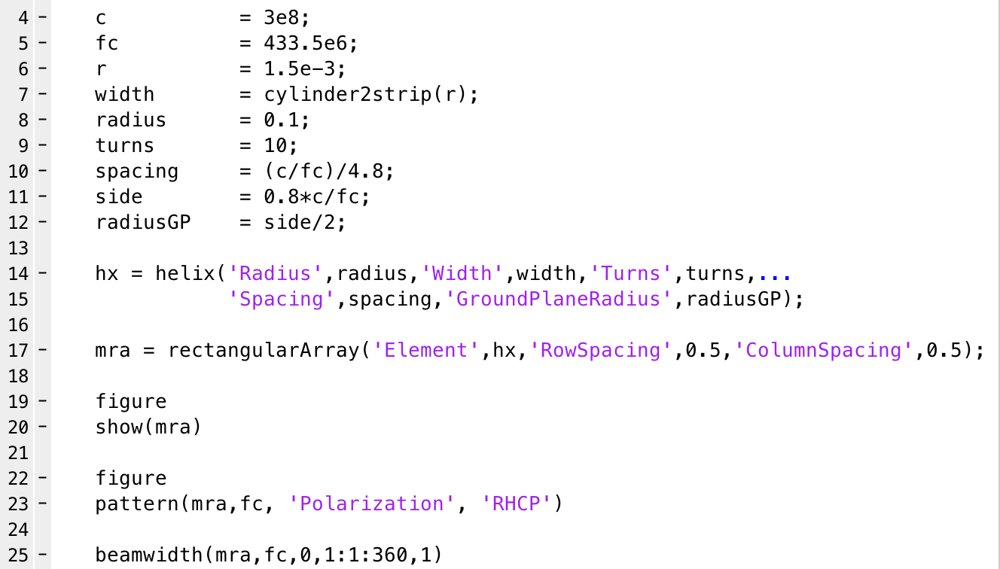 4 - c           = 3e8;
5 - fc          = 433.5e6;
6 - r           = 1.5e-3;
7 - width       = cylinder2strip(r);
8 - radius      = 0.1;
9 - turns       = 10;
10 - spacing     = (c/fc)/4.8;
11 - side        = 0.8*c/fc;
12 - radiusGP    = side/2;
13
14 - hx = helix('Radius',radius,'Width',width,'Turns',turns,...
15 'Spacing',spacing,'GroundPlaneRadius',radiusGP);
16
17 - mra = rectangularArray('Element',hx,'RowSpacing',0.5,'ColumnSpacing',0.5);
18
19 - figure
20 - show(mra)
21
22 - figure
23 - pattern(mra,fc, 'Polarization', 'RHCP')
24
25 - beamwidth(mra,fc,0,1:1:360,1)